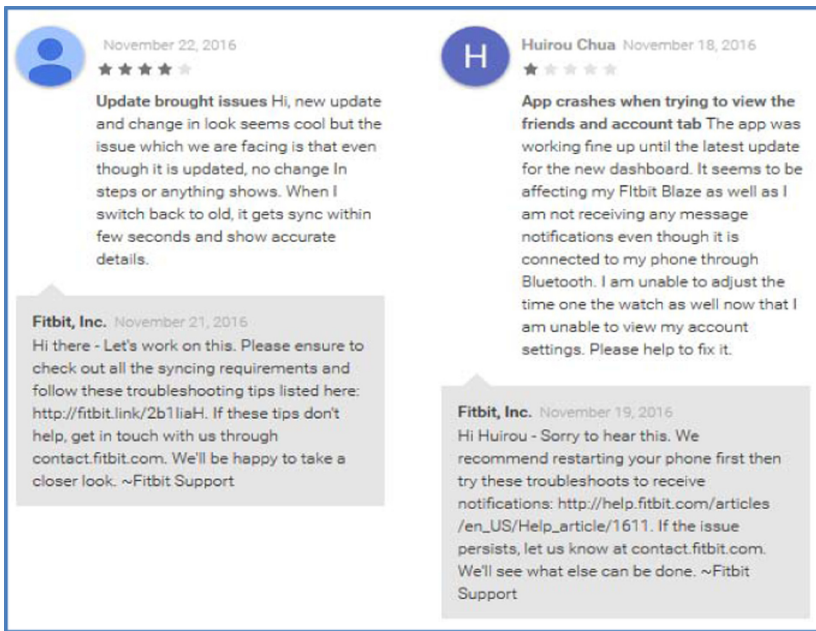 November 22, 2016
Update brought issues Hi, new update
and change in look seems cool but the
issue which we are facing is that even
though it is updated, no change In
steps or anything shows. When I
switch back to old, it gets sync within
few seconds and show accurate
details.
Fitbit, Inc. November 21, 2016
Hi there - Let's work on this. Please ensure to
check out all the syncing requirements and
follow these troubleshooting tips listed here:
http://fitbit.link/2b1IiaH. If these tips don't
help, get in touch with us through
contact.fitbit.com. We'll be happy to take a
closer look. ~Fitbit Support
H
Huirou Chua November 18, 2016
App crashes when trying to view the
friends and account tab The app was
working fine up until the latest update
for the new dashboard. It seems to be
affecting my FItbit Blaze as well as I
am not receiving any message
notifications even though it is
connected to my phone through
Bluetooth. I am unable to adjust the
time one the watch as well now that I
am unable to view my account
settings. Please help to fix it.
Fitbit, Inc. November 19, 2016
Hi Huirou - Sorry to hear this. We
recommend restarting your phone first then
try these troubleshoots to receive
notifications: http://help.fitbit.com/articles
/en_US/Help_article/1611. If the issue
persists, let us know at contact.fitbit.com.
We'll see what else can be done. ~Fitbit
Support